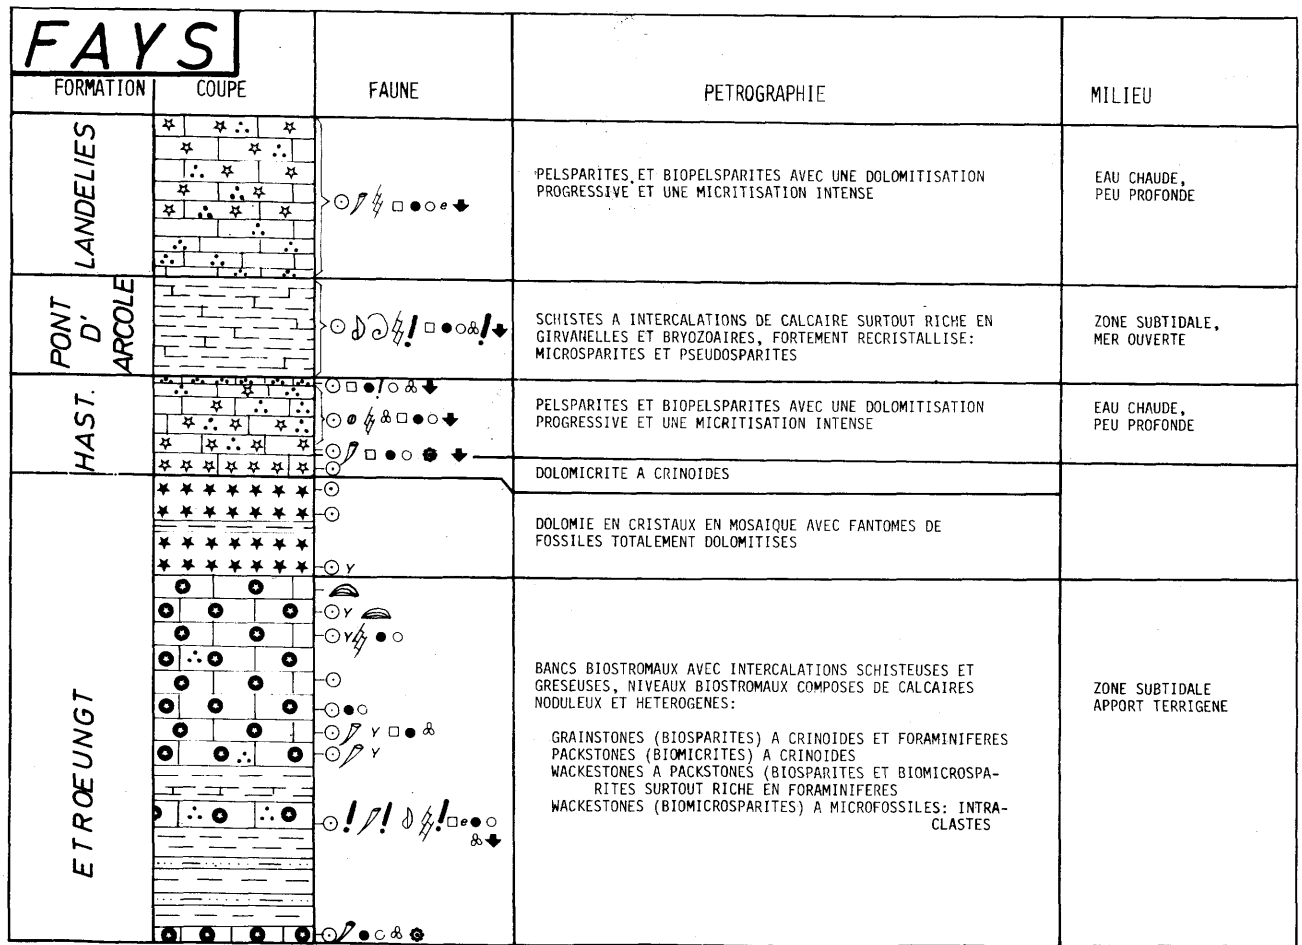 FAYS
FORMATION
COUPE
FAUNE
PETROGRAPHIE
MILIEU
LANDELIES
PELSPARITES ET BIOPELSPARITES AVEC UNE DOLOMITISATION
PROGRESSIVE ET UNE MICRITISATION INTENSE
EAU CHAUDE,
PEU PROFONDE
PONT
D'
ARCOLE
SCHISTES A INTERCALATIONS DE CALCAIRE SURTOUT RICHE EN
GIRVANELLES ET BRYOZOAIRES, FORTEMENT RECRISTALLISE:
MICROSPARITES ET PSEUDOSPARITES
ZONE SUBTIDALE,
MER OUVERTE
HAST.
PELSPARITES ET BIOPELSPARITES AVEC UNE DOLOMITISATION
PROGRESSIVE ET UNE MICRITISATION INTENSE
EAU CHAUDE,
PEU PROFONDE
DOLOMICRITE A CRINOIDES
DOLOMIE EN CRISTAUX EN MOSAIQUE AVEC FANTOMES DE
FOSSILES TOTALEMENT DOLOMITISES
ETRŒUNGT
BANCS BIOSTROMAUX AVEC INTERCALATIONS SCHISTEUSES ET
GRESEUSES, NIVEAUX BIOSTROMAUX COMPOSES DE CALCAIRES
NODULEUX ET HETEROGENES:
GRAINSTONES (BIOSPARITES) A CRINOIDES ET FORAMINIFERES
PACKSTONES (BIOMICRITES) A CRINOIDES
WACKESTONES A PACKSTONES (BIOSPARITES ET BIOMICROSPA-
RITES SURTOUT RICHE EN FORAMINIFERES
WACKESTONES (BIOMICROSPARITES) A MICROFOSSILES: INTRA-
CLASTES
ZONE SUBTIDALE
APPORT TERRIGENE